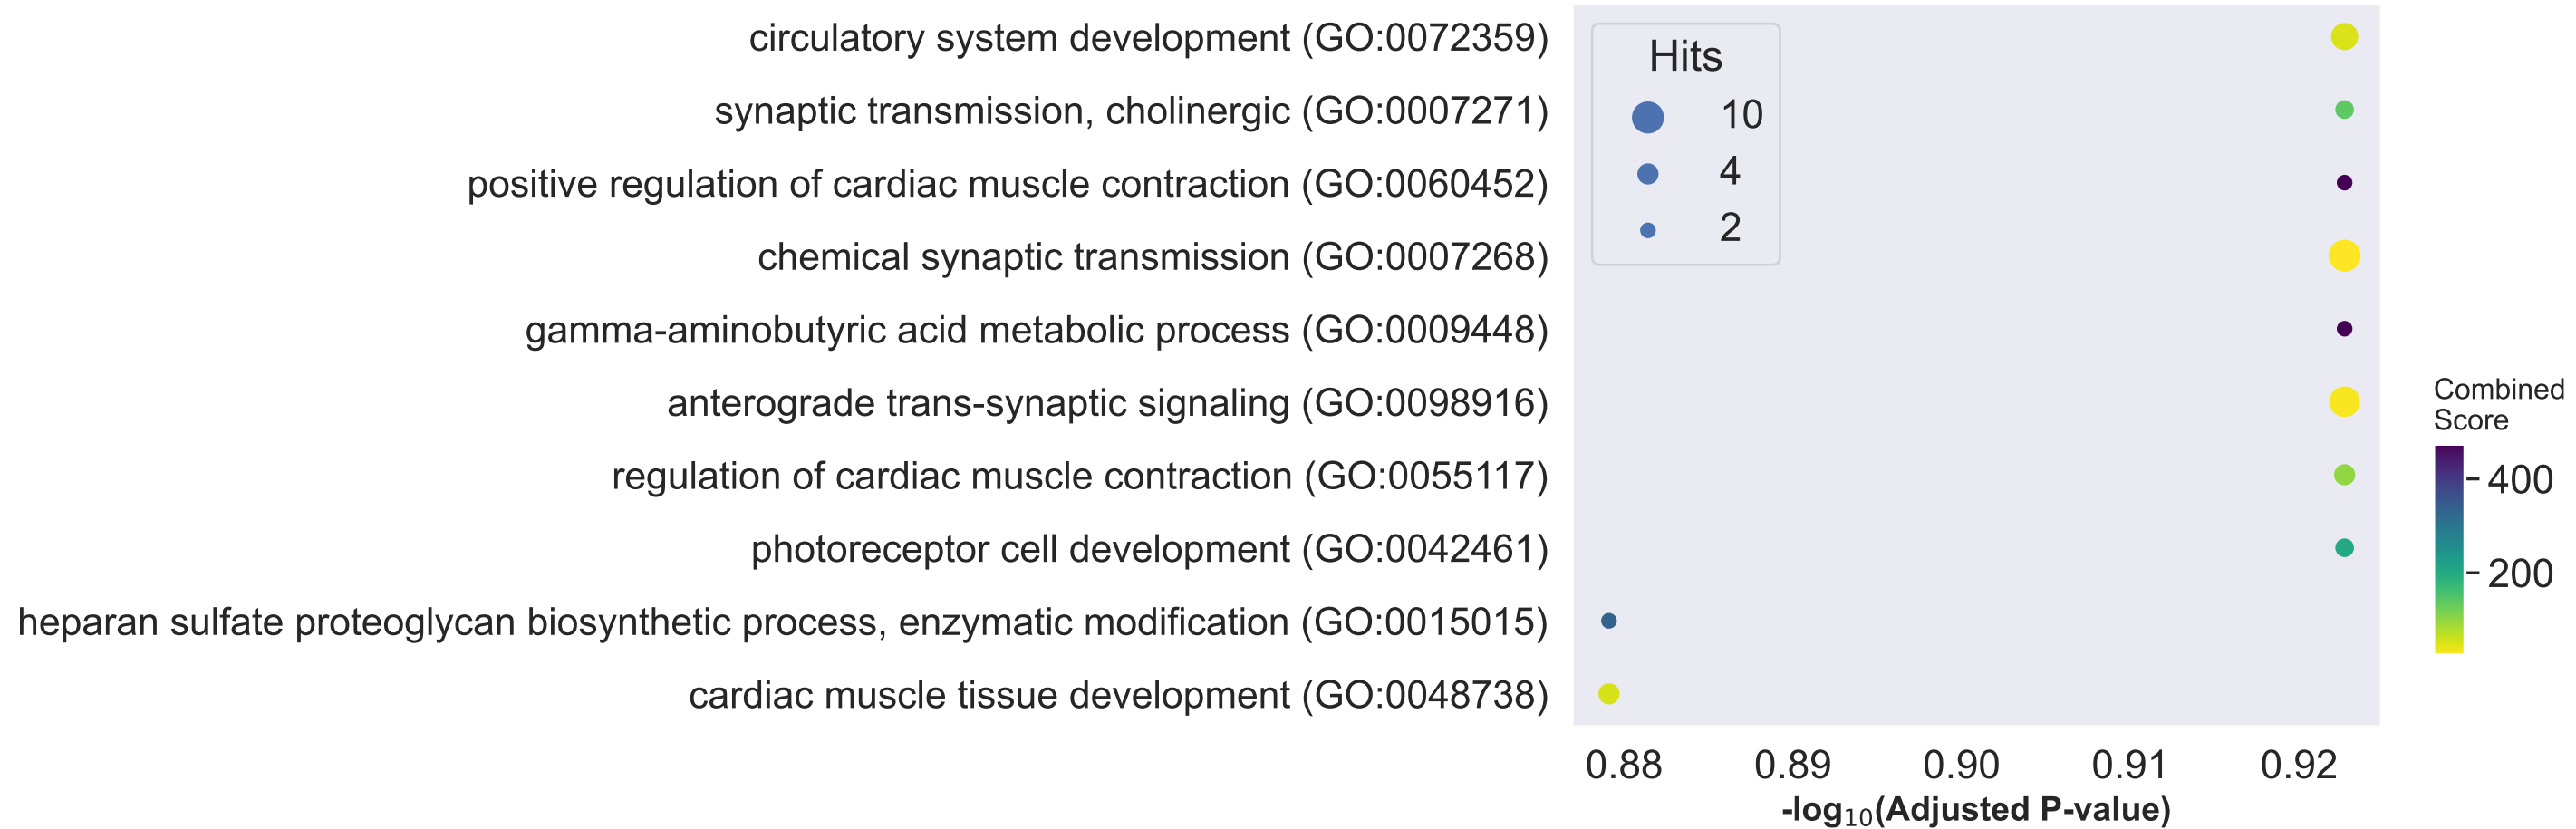 circulatory system development (GO:0072359)
synaptic transmission, cholinergic (GO:0007271)
positive regulation of cardiac muscle contraction (GO:0060452)
chemical synaptic transmission (GO:0007268)
gamma-aminobutyric acid metabolic process (GO:0009448)
anterograde trans-synaptic signaling (GO:0098916)
regulation of cardiac muscle contraction (GO:0055117)
photoreceptor cell development (GO:0042461)
heparan sulfate proteoglycan biosynthetic process, enzymatic modification (GO:0015015)
cardiac muscle tissue development (GO:0048738)
Hits
10
4
2
0.88 0.89 0.90 0.91 0.92
-log₁₀(Adjusted P-value)
Combined
Score
400
200